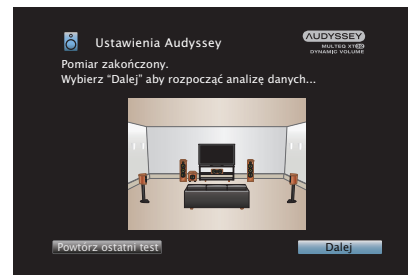 Ustawienia Audyssey
AUDYSSEY
MULTEQ XT32
DYNAMIC VOLUME
Pomiar zakończony.
Wybierz “Dalej” aby rozpocząć analizę danych...
Powtórz ostatni test
Dalej